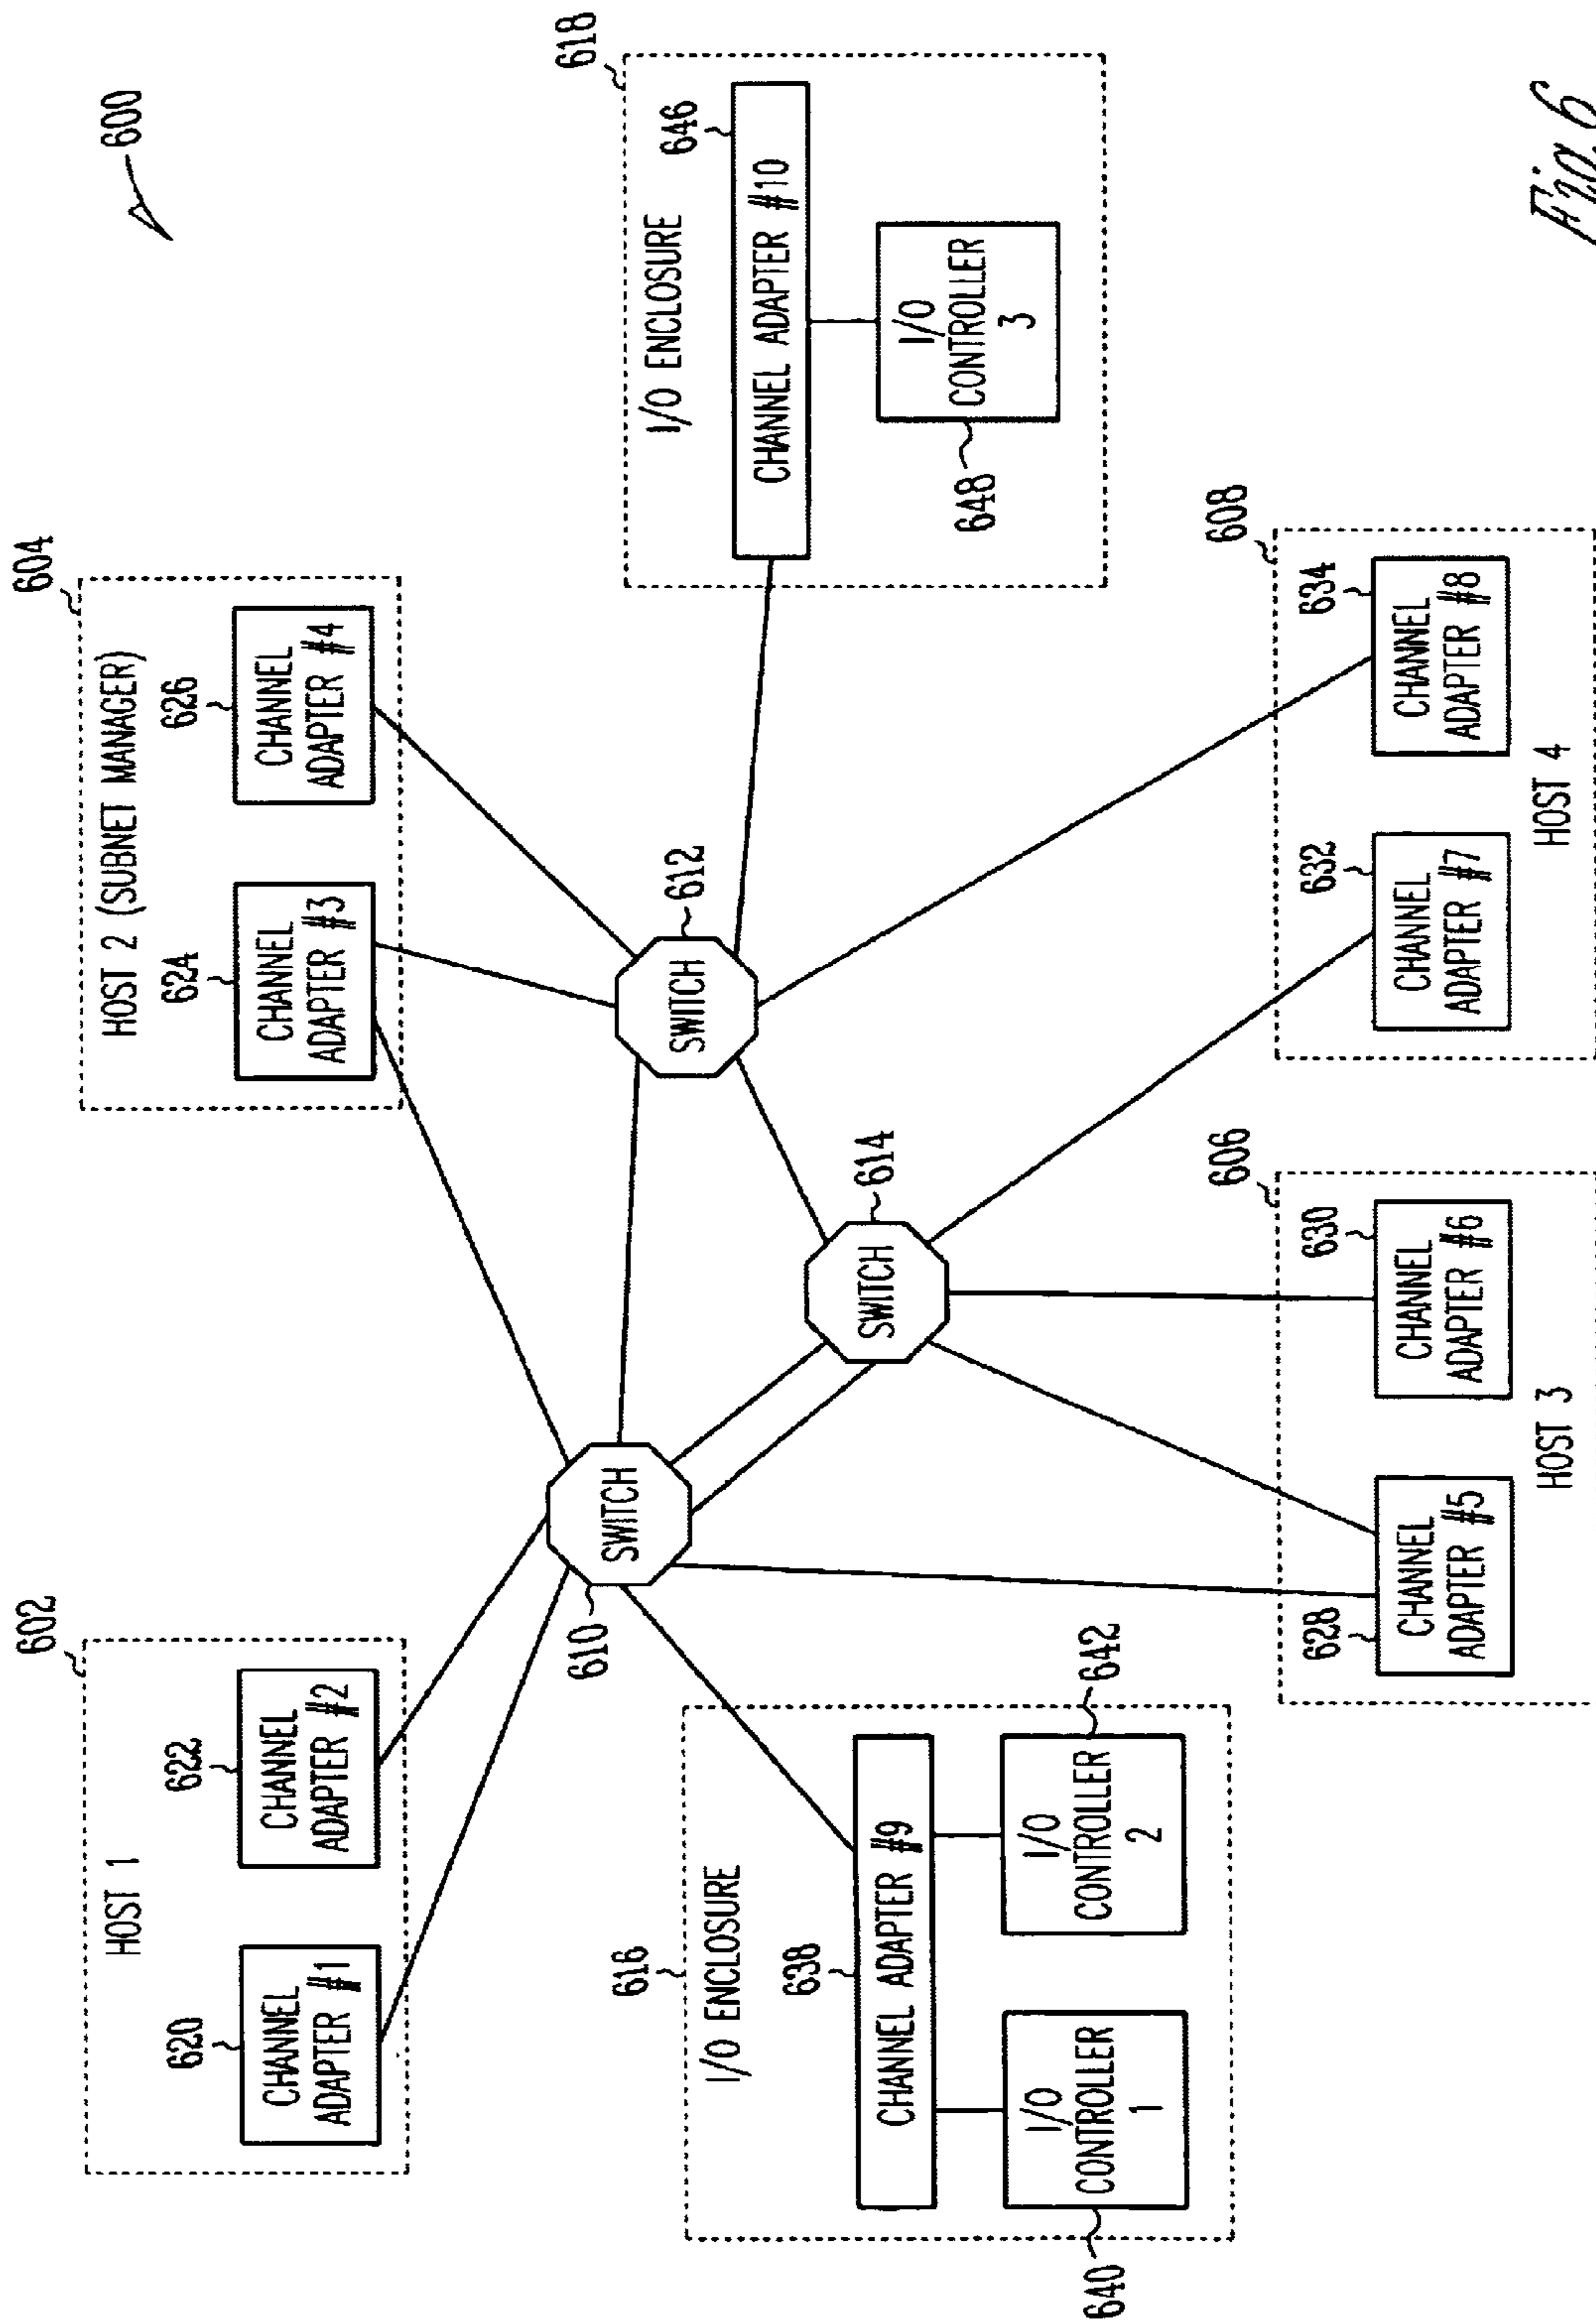 600
602
HOST 1
620
CHANNEL
ADAPTER #1
622
CHANNEL
ADAPTER #2
604
HOST 2 (SUBNET MANAGER)
624
CHANNEL
ADAPTER #3
626
CHANNEL
ADAPTER #4
610
SWITCH
612
SWITCH
614
SWITCH
616
I/O ENCLOSURE
638
CHANNEL ADAPTER #9
640
I/O
CONTROLLER
1
642
I/O
CONTROLLER
2
618
I/O ENCLOSURE
646
CHANNEL ADAPTER #10
648
I/O
CONTROLLER
3
606
628
CHANNEL
ADAPTER #5
630
CHANNEL
ADAPTER #6
HOST 3
608
632
CHANNEL
ADAPTER #7
634
CHANNEL
ADAPTER #8
HOST 4
Fig. 6